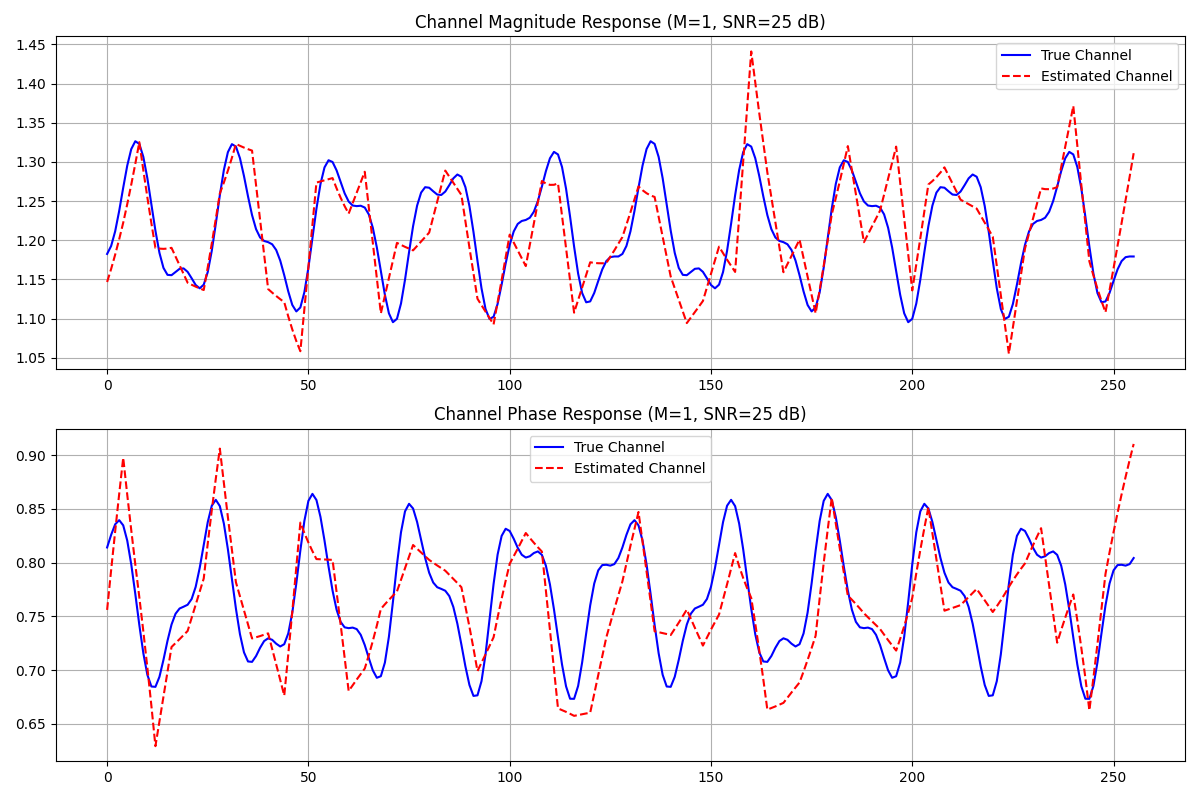 Channel Magnitude Response (M=1, SNR=25 dB)
1.45
1.40
1.35
1.30
1.25
1.20
1.15
1.10
1.05
True Channel
Estimated Channel
0 50 100 150 200 250
Channel Phase Response (M=1, SNR=25 dB)
0.90
0.85
0.80
0.75
0.70
0.65
True Channel
Estimated Channel
0 50 100 150 200 250